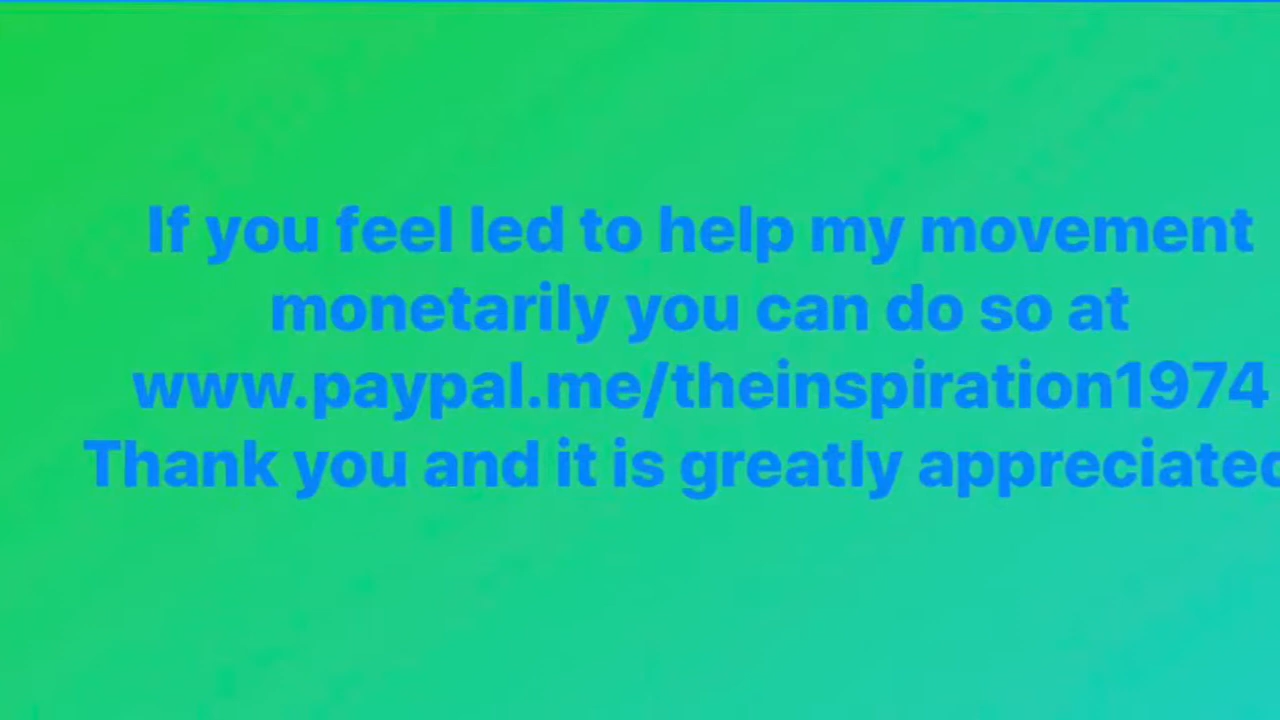 If you feel led to help my movement
monetarily you can do so at
www.paypal.me/theinspiration1974
Thank you and it is greatly appreciated